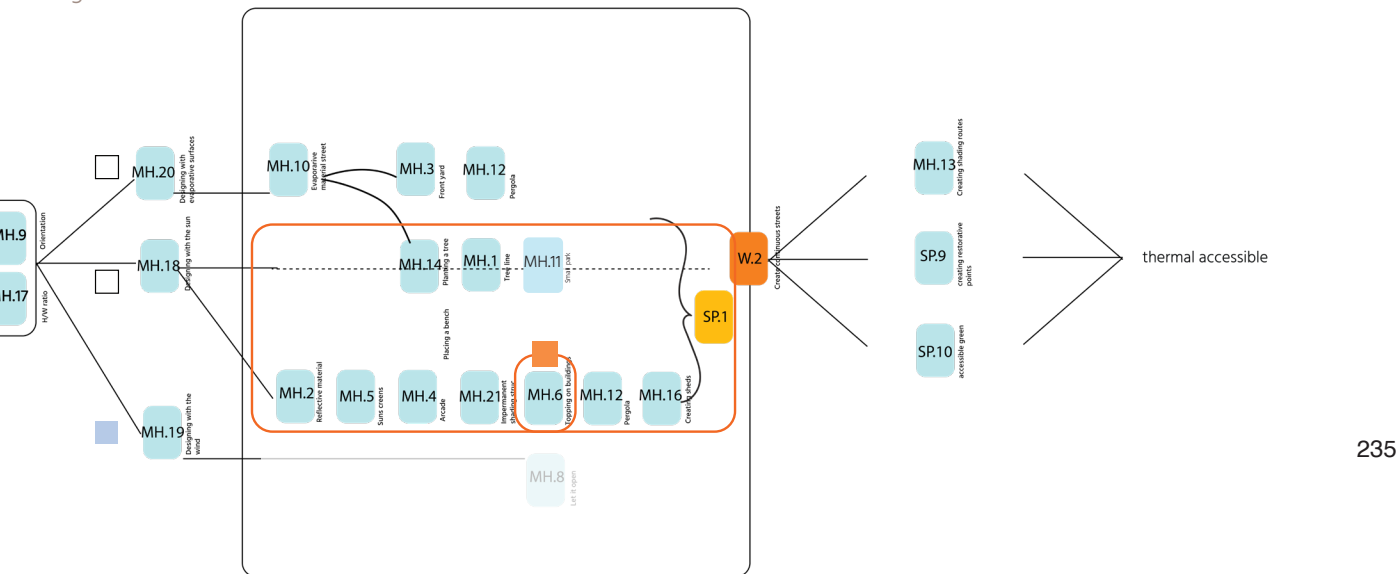 MH.9
Orientation
MH.17
H/W ratio
MH.20
Designing with
evaporative surfaces
MH.18
Designing with the sun
MH.19
Designing with the
wind
MH.10
Evaporarive
material street
MH.3
Front yard
MH.12
Pergola
MH.14
Planting a tree
MH.1
Tree line
MH.11
Small park
Placing a bench
MH.2
Reflective material
MH.5
Suns creens
MH.4
Arcade
MH.21
Impermanent
shading struc
MH.6
Topping on buildings
MH.12
Pergola
MH.16
Creating sheds
MH.8
Let it open
SP.1
W.2
Create continuous streets
MH.13
Creating shading routes
SP.9
creating restorative
points
SP.10
accessible green
areas
thermal accessible
235